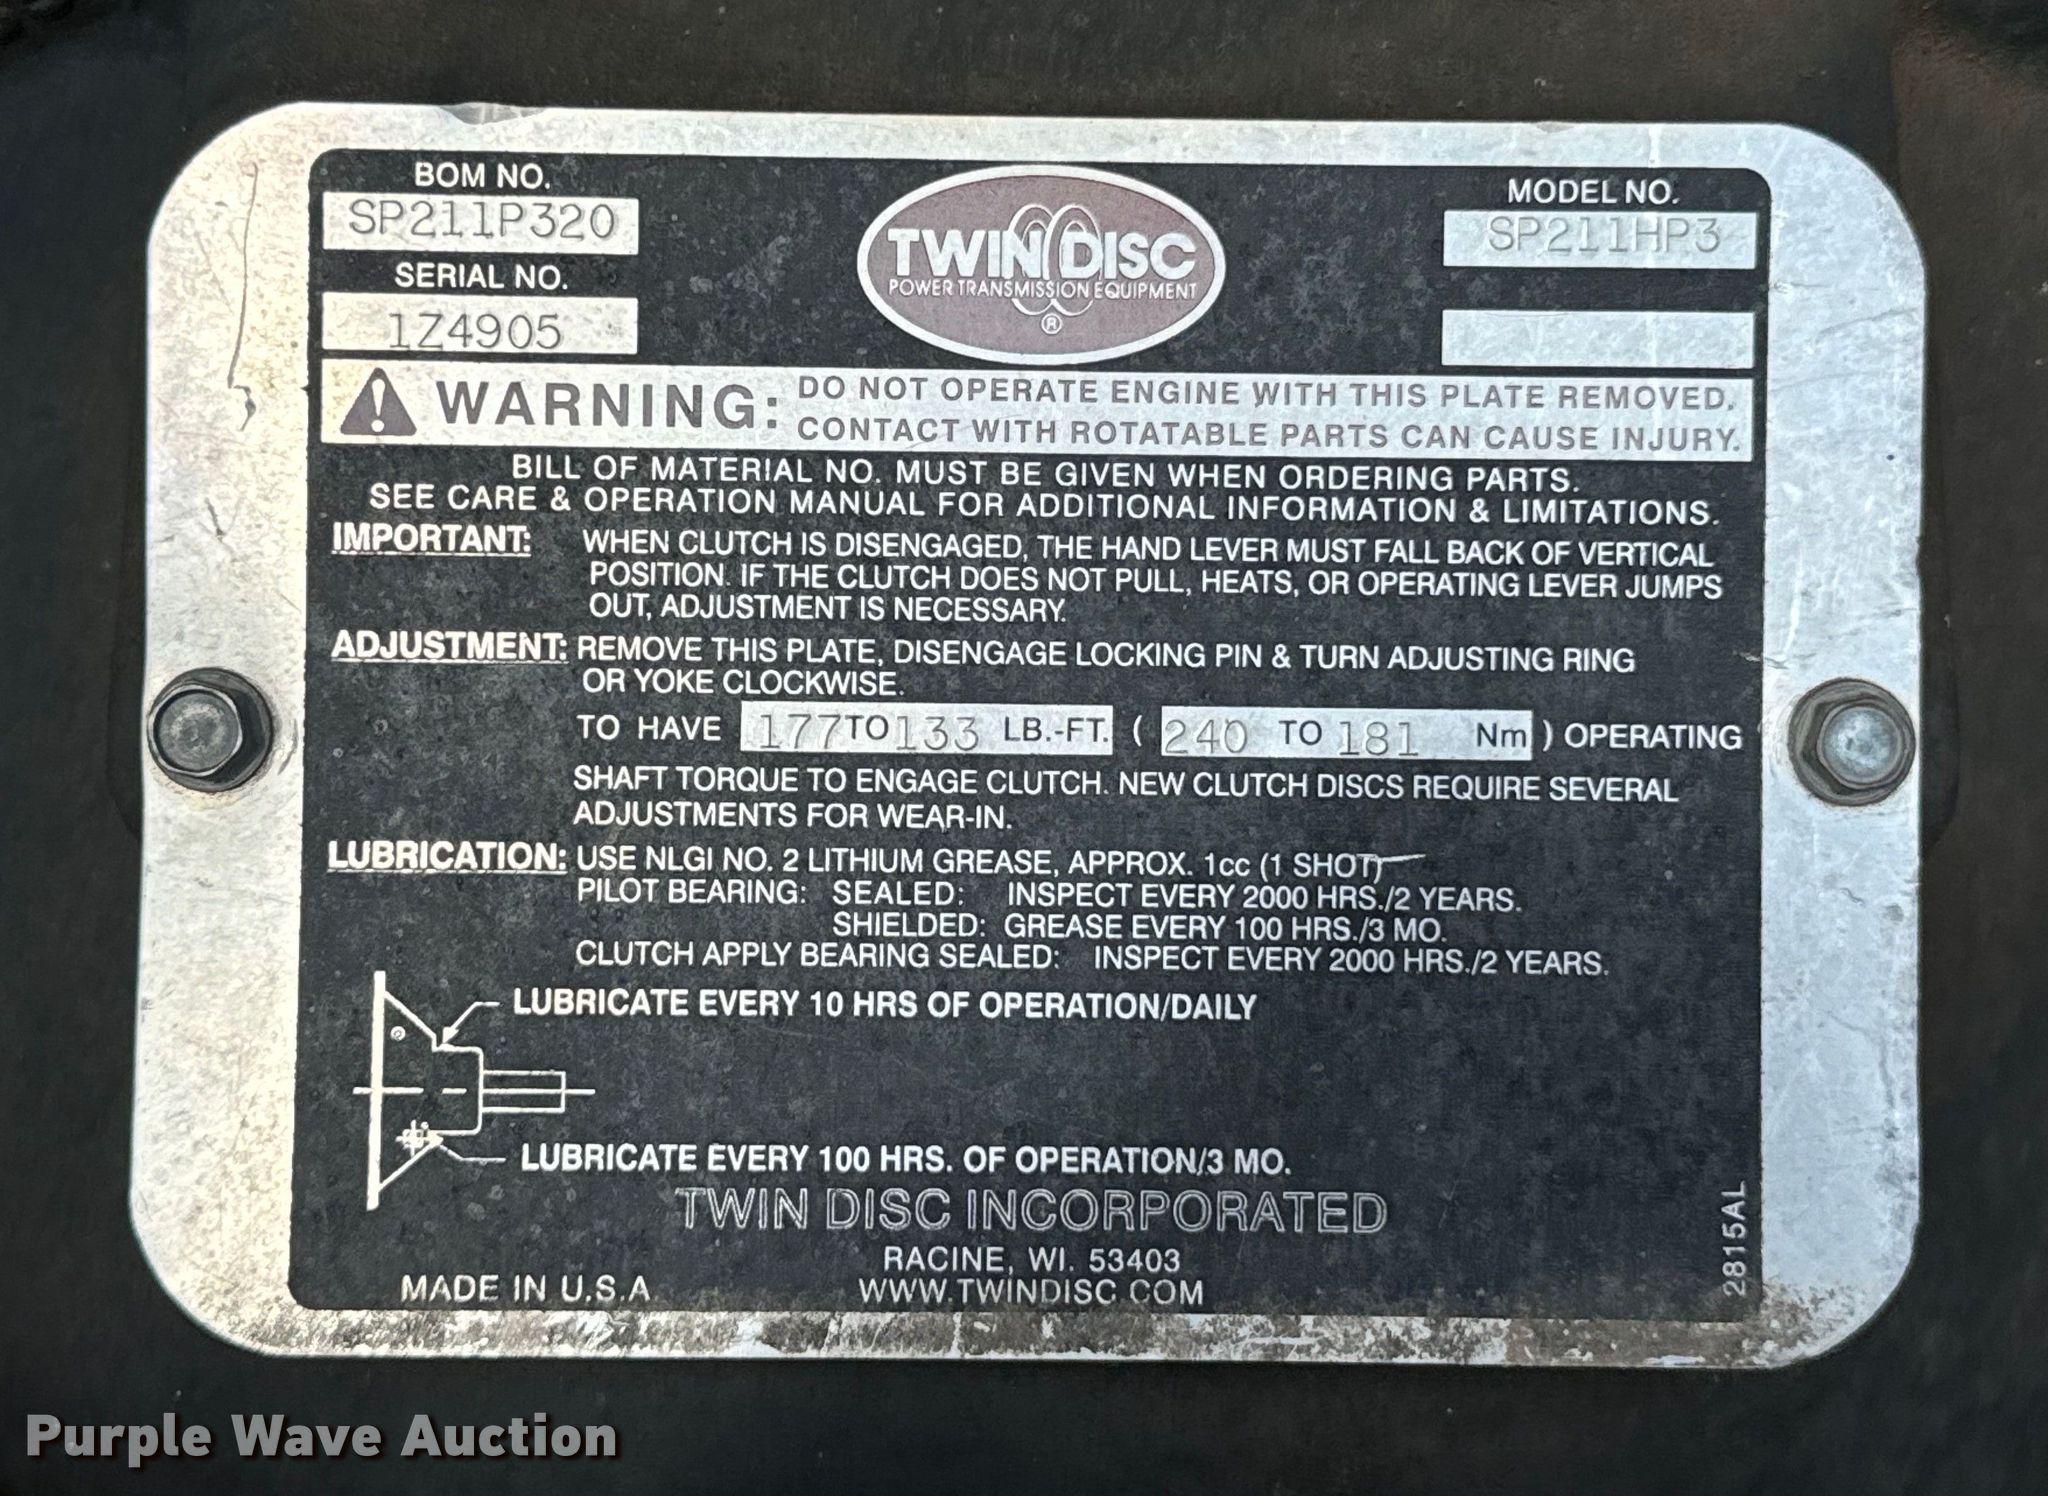 BOM NO.
SP211P320
SERIAL NO.
1Z4905
TWIN DISC
POWER TRANSMISSION EQUIPMENT
®
MODEL NO.
SP211HP3
WARNING: DO NOT OPERATE ENGINE WITH THIS PLATE REMOVED.
CONTACT WITH ROTATABLE PARTS CAN CAUSE INJURY.
BILL OF MATERIAL NO. MUST BE GIVEN WHEN ORDERING PARTS.
SEE CARE & OPERATION MANUAL FOR ADDITIONAL INFORMATION & LIMITATIONS.
IMPORTANT: WHEN CLUTCH IS DISENGAGED, THE HAND LEVER MUST FALL BACK OF VERTICAL
POSITION. IF THE CLUTCH DOES NOT PULL, HEATS, OR OPERATING LEVER JUMPS
OUT, ADJUSTMENT IS NECESSARY.
ADJUSTMENT: REMOVE THIS PLATE, DISENGAGE LOCKING PIN & TURN ADJUSTING RING
OR YOKE CLOCKWISE.
TO HAVE 177 TO 133 LB.-FT. ( 240 TO 181 Nm ) OPERATING
SHAFT TORQUE TO ENGAGE CLUTCH. NEW CLUTCH DISCS REQUIRE SEVERAL
ADJUSTMENTS FOR WEAR-IN.
LUBRICATION: USE NLGI NO. 2 LITHIUM GREASE, APPROX. 1cc (1 SHOT)
PILOT BEARING: SEALED: INSPECT EVERY 2000 HRS./2 YEARS.
SHIELDED: GREASE EVERY 100 HRS./3 MO.
CLUTCH APPLY BEARING SEALED: INSPECT EVERY 2000 HRS./2 YEARS.
LUBRICATE EVERY 10 HRS OF OPERATION/DAILY
LUBRICATE EVERY 100 HRS. OF OPERATION/3 MO.
TWIN DISC INCORPORATED
RACINE, WI. 53403
MADE IN U.S.A.
WWW.TWINDISC.COM
2815AL
Purple Wave Auction